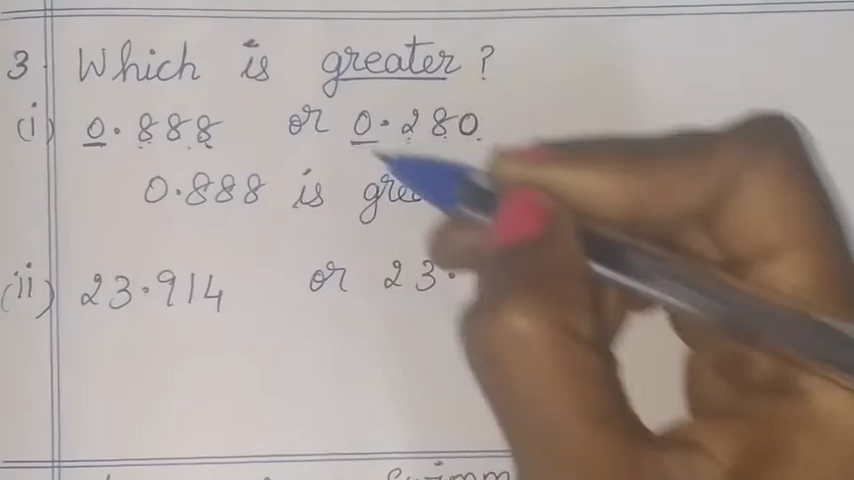 3. Which is greater?
(i) 0.888 or 0.280
0.888 is
(ii) 23.914 or 23.